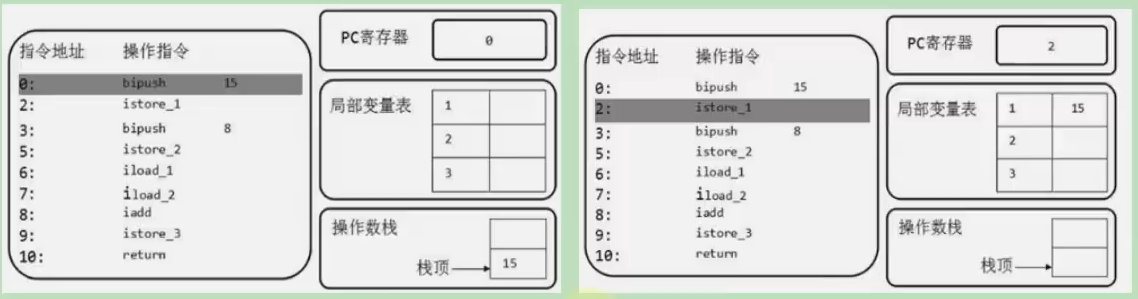 指令地址 操作指令
0: bipush 15
2: istore_1
3: bipush 8
5: istore_2
6: iload_1
7: iload_2
8: iadd
9: istore_3
10: return
PC寄存器 0
局部变量表
1
2
3
操作数栈
栈顶 15
指令地址 操作指令
0: bipush 15
2: istore_1
3: bipush 8
5: istore_2
6: iload_1
7: iload_2
8: iadd
9: istore_3
10: return
PC寄存器 2
局部变量表
1 15
2
3
操作数栈
栈顶